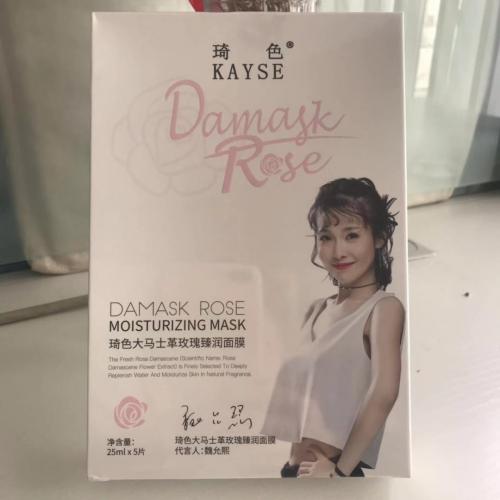 琦色®
KAYSE
Damask
Rose
DAMASK ROSE
MOISTURIZING MASK
琦色大马士革玫瑰臻润面膜
The Fresh Rosa Damascena (Scientific Name: Rosa
Damascena Flower Extract) Is Finely Selected To Deeply
Replenish Water And Moisturize Skin In Natural Fragrance.
净含量:
25ml x 5片
琦色大马士革玫瑰臻润面膜
代言人: 魏允熙